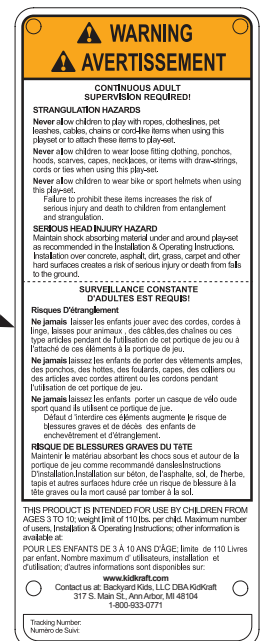 WARNING
AVERTISSEMENT
CONTINUOUS ADULT
SUPERVISION REQUIRED!
STRANGULATION HAZARDS
Never allow children to play with ropes, clotheslines, pet
leashes, cables, chains or cord-like items when using this
playset or to attach these items to play-set.
Never allow children to wear loose fitting clothing, ponchos,
hoods, scarves, capes, necklaces, or items with draw-strings,
cords or ties when using this play-set.
Never allow children to wear bike or sport helmets when using
this play-set.
Failure to prohibit these items increases the risk of
serious injury and death to children from entanglement
and strangulation.
SERIOUS HEAD INJURY HAZARD
Maintain shock absorbing material under and around play-set
as recommended in the Installation & Operating Instructions.
Installation over concrete, asphalt, dirt, grass, carpet and other
hard surfaces creates a risk of serious injury or death from falls
to the ground.
SURVEILLANCE CONSTANTE
D'ADULTES EST REQUIS!
Risques D'étranglement
Ne jamais laisser les enfants jouer avec des cordes, cordes à
linge, laisses pour animaux , des câbles,des chaînes ou ces
type articles pendant de l'utilisation de cet portique de jeu ou à
l'attaché de ces éléments à la portique de jeu.
Ne jamais laissez les enfants de porter des vêtements amples,
des ponchos, des hottes, des foulards, capes, des colliers ou
des articles avec cordes attirent ou les cordons pendant
l'utilisation de cet portique de jeu.
Ne jamais laissez les enfants porter un casque de vélo oude
sport quand ils utilisent ce portique de jue.
Défaut d 'interdire ces éléments augmente le risque de
blessures graves et de décès des enfants de
enchevêtrement et d'étranglement.
RISQUE DE BLESSURES GRAVES DU TêTE
Maintenir le matériau absorbant les chocs sous et autour de la
portique de jeu comme recommandé danslesInstructions
D'installation.Installation sur béton, de l'asphalte, sol, de l'herbe,
tapis et autres surfaces hdure crée un risque de blessure à la
tête graves ou la mort causé par tomber à la sol.
THIS PRODUCT IS INTENDED FOR USE BY CHILDREN FROM
AGES 3 TO 10; weight limit of 110 lbs. per child. Maximum number
of users, Installation & Operating Instructions; other information is
available at:
POUR LES ENFANTS DE 3 À 10 ANS D'ÂGE; limite de 110 Livres
par enfant. Nombre maximum d' utilisateurs, installation et
d'utilisation; d'autres informations sont disponibles sur:
www.kidkraft.com
Contact us at: Backyard Kids, LLC DBA KidKraft
317 S. Main St., Ann Arbor, MI 48104
1-800-933-0771
Tracking Number:
Numéro de Suivi: